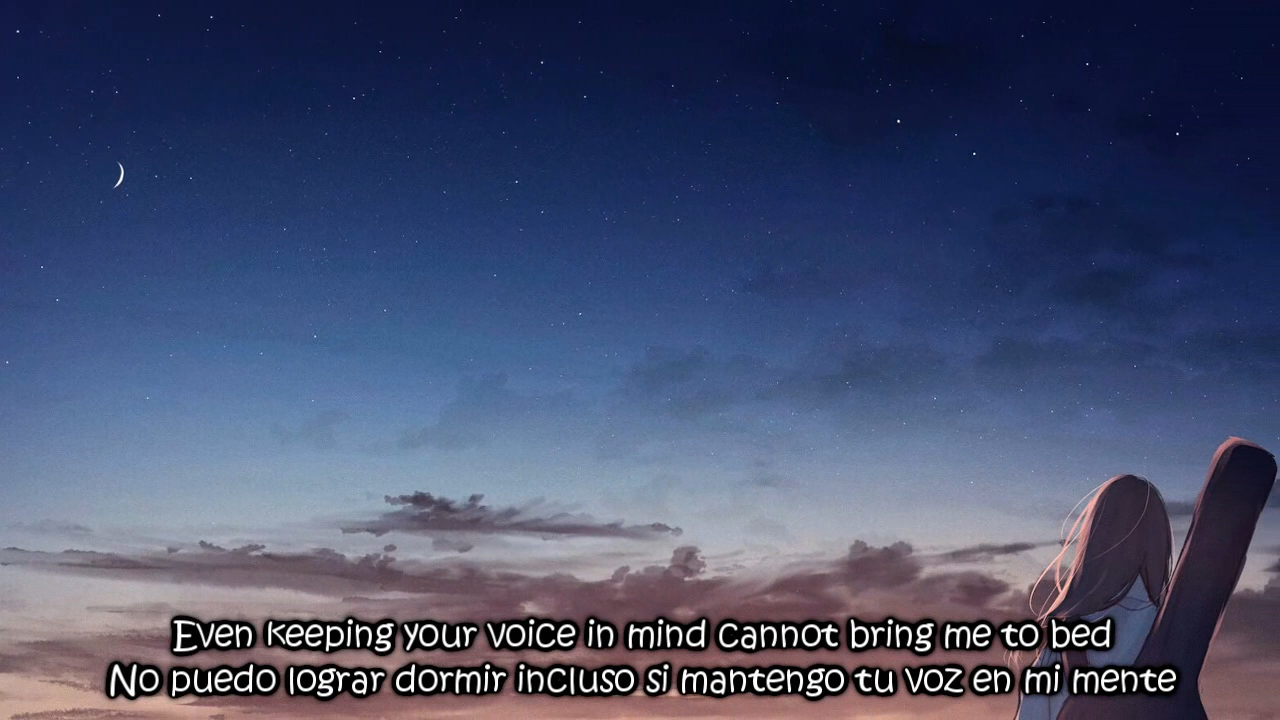 Even keeping your voice in mind cannot bring me to bed
No puedo lograr dormir incluso si mantengo tu voz en mi mente